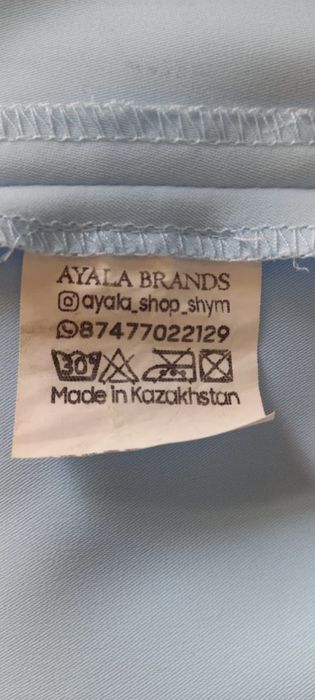 AYALA BRANDS
ayala_shop_shym
87477022129
30°
Made in Kazakhstan